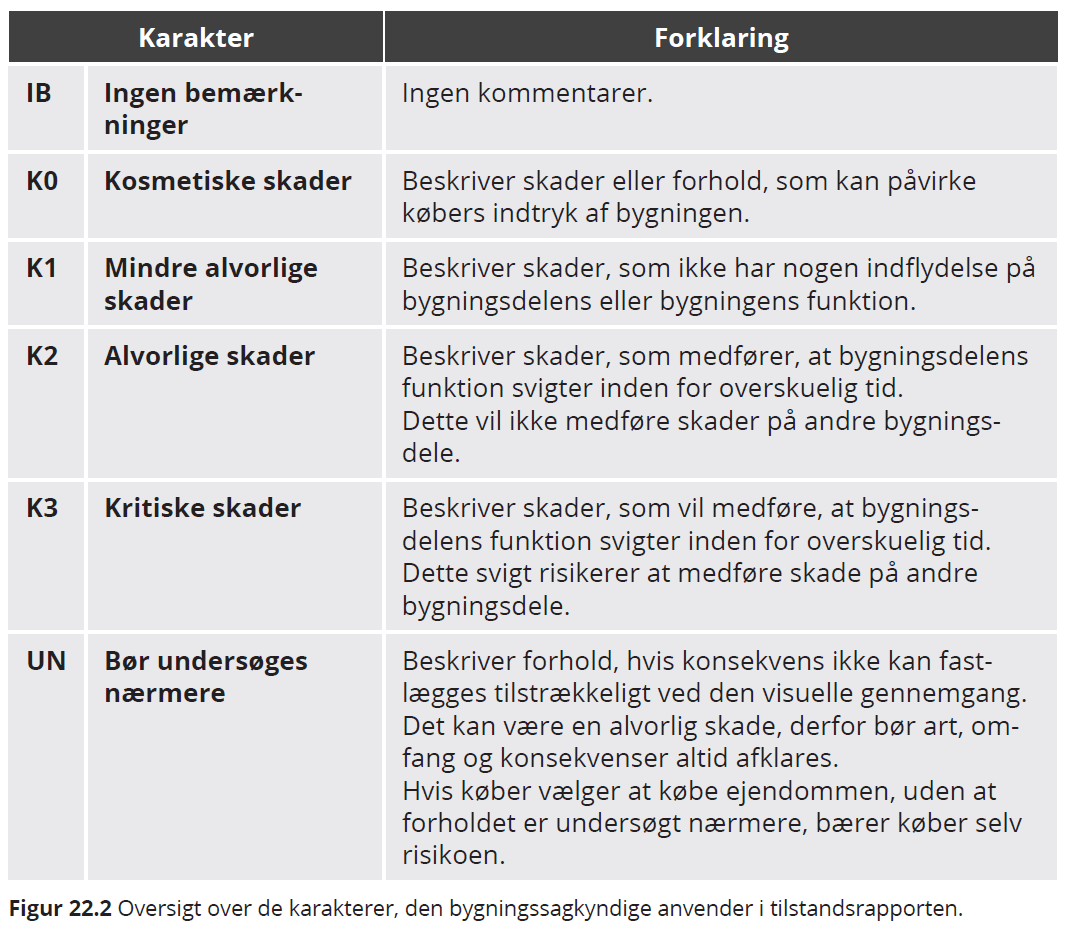 Karakter Forklaring
IB Ingen bemærk- Ingen kommentarer.
ninger
K0 Kosmetiske skader Beskriver skader eller forhold, som kan påvirke
købers indtryk af bygningen.
K1 Mindre alvorlige Beskriver skader, som ikke har nogen indflydelse på
skader bygningsdelens eller bygningens funktion.
K2 Alvorlige skader Beskriver skader, som medfører, at bygningsdelens
funktion svigter inden for overskuelig tid.
Dette vil ikke medføre skader på andre bygnings-
dele.
K3 Kritiske skader Beskriver skader, som vil medføre, at bygnings-
delens funktion svigter inden for overskuelig tid.
Dette svigt risikerer at medføre skade på andre
bygningsdele.
UN Bør undersøges Beskriver forhold, hvis konsekvens ikke kan fast-
nærmere lægges tilstrækkeligt ved den visuelle gennemgang.
Det kan være en alvorlig skade, derfor bør art, om-
fang og konsekvenser altid afklares.
Hvis køber vælger at købe ejendommen, uden at
forholdet er undersøgt nærmere, bærer køber selv
risikoen.
Figur 22.2 Oversigt over de karakterer, den bygningssagkyndige anvender i tilstandsrapporten.